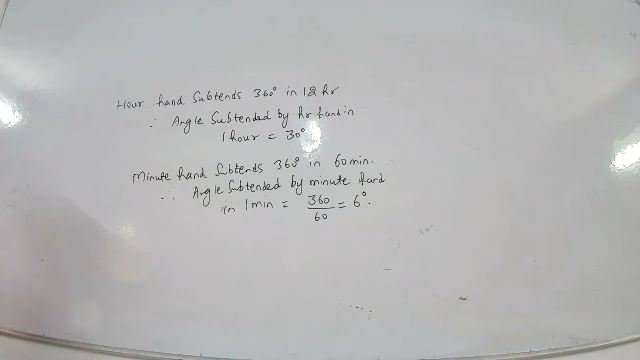 Hour hand Subtends 360° in 12 hr
∴ Angle Subtended by hr hand in
1 hour = 30°
Minute hand Subtends 360° in 60 min.
∴ Angle Subtended by minute hand
in 1 min = 360/60 = 6°.